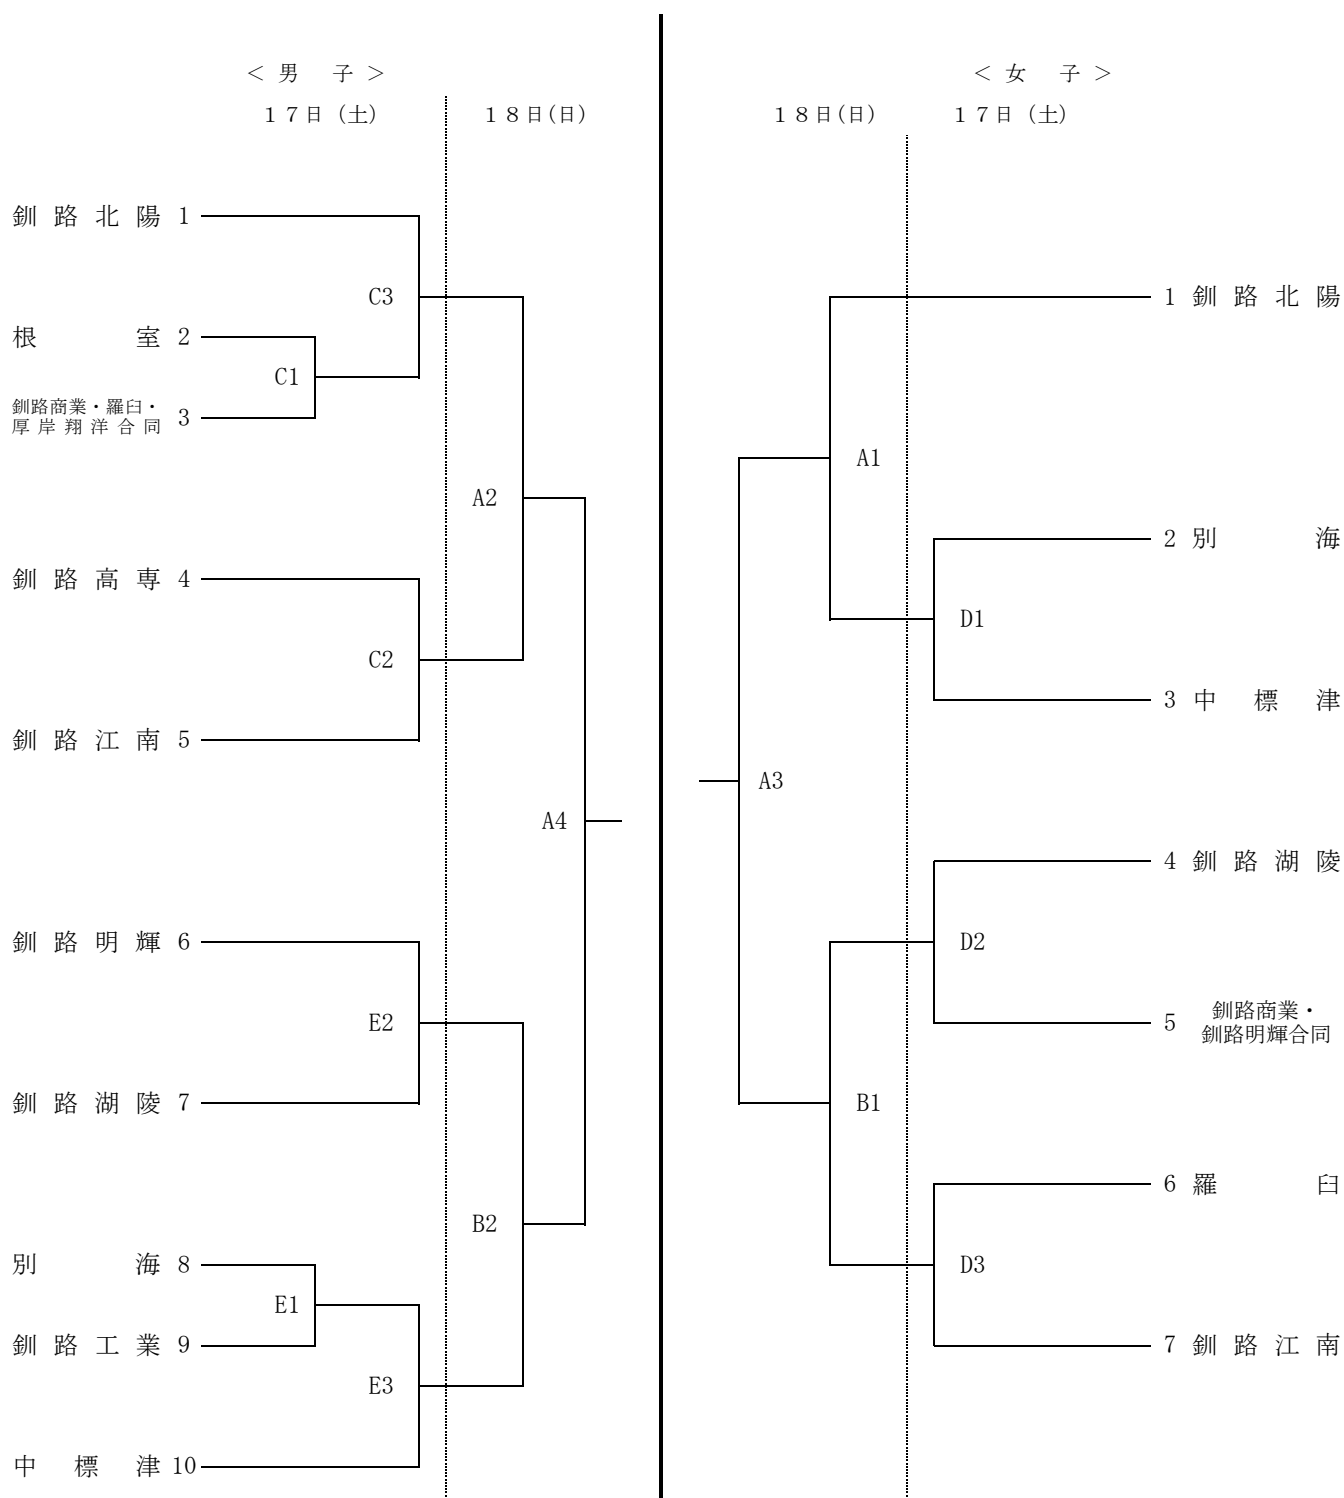 ＜ 男 子 ＞
１７日（土） １８日(日)
釧路北陽 1
C3
根室 2
C1
釧路商業・羅臼・
厚岸翔洋合同 3
A2
釧路高専 4
C2
釧路江南 5
A4
釧路明輝 6
E2
釧路湖陵 7
B2
別海 8
E1
釧路工業 9
E3
中標津 10
＜ 女 子 ＞
１８日(日) １７日（土）
1 釧路北陽
A1
2 別海
D1
3 中標津
A3
4 釧路湖陵
D2
5 釧路商業・
釧路明輝合同
B1
6 羅臼
D3
7 釧路江南